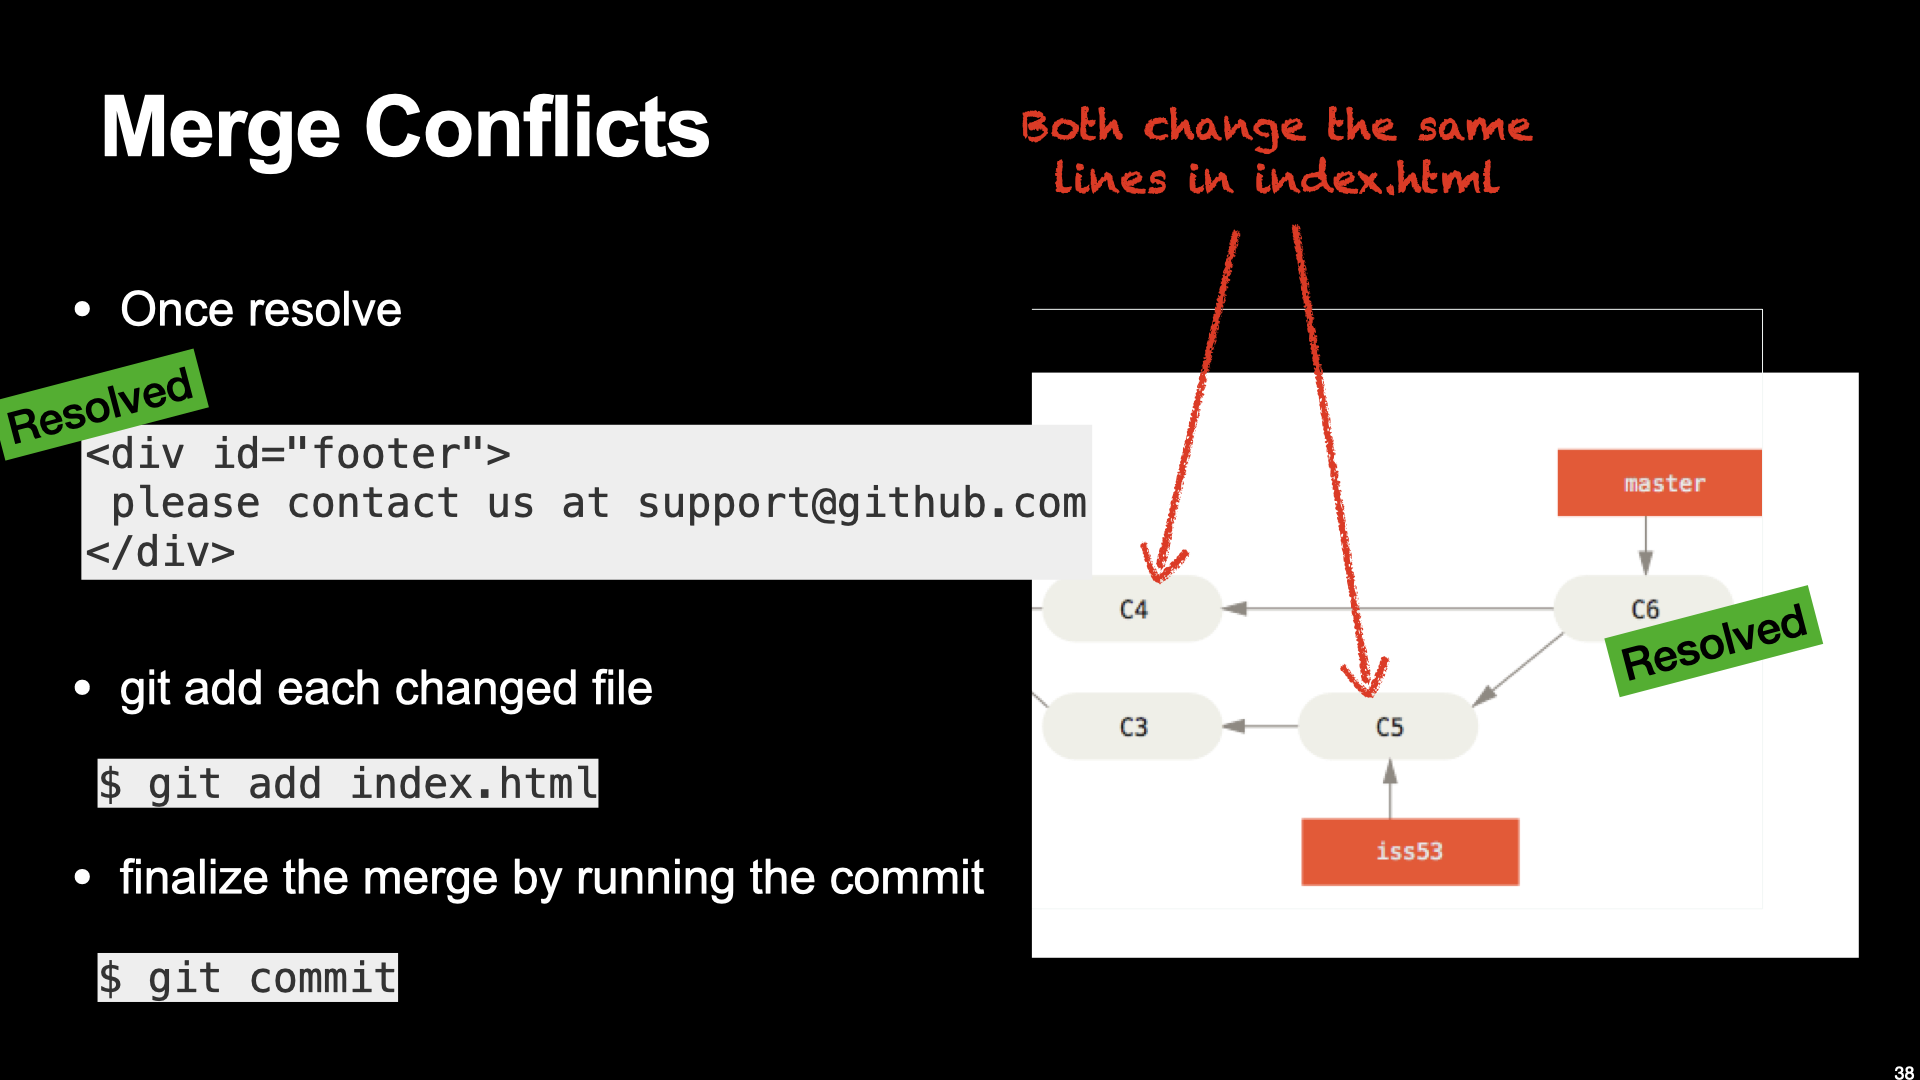 Merge Conflicts
Both change the same
lines in index.html
• Once resolve
Resolved
<div id="footer">
 please contact us at support@github.com
</div>
master
C4
C6
Resolved
• git add each changed file
C3
C5
$ git add index.html
iss53
• finalize the merge by running the commit
$ git commit
38